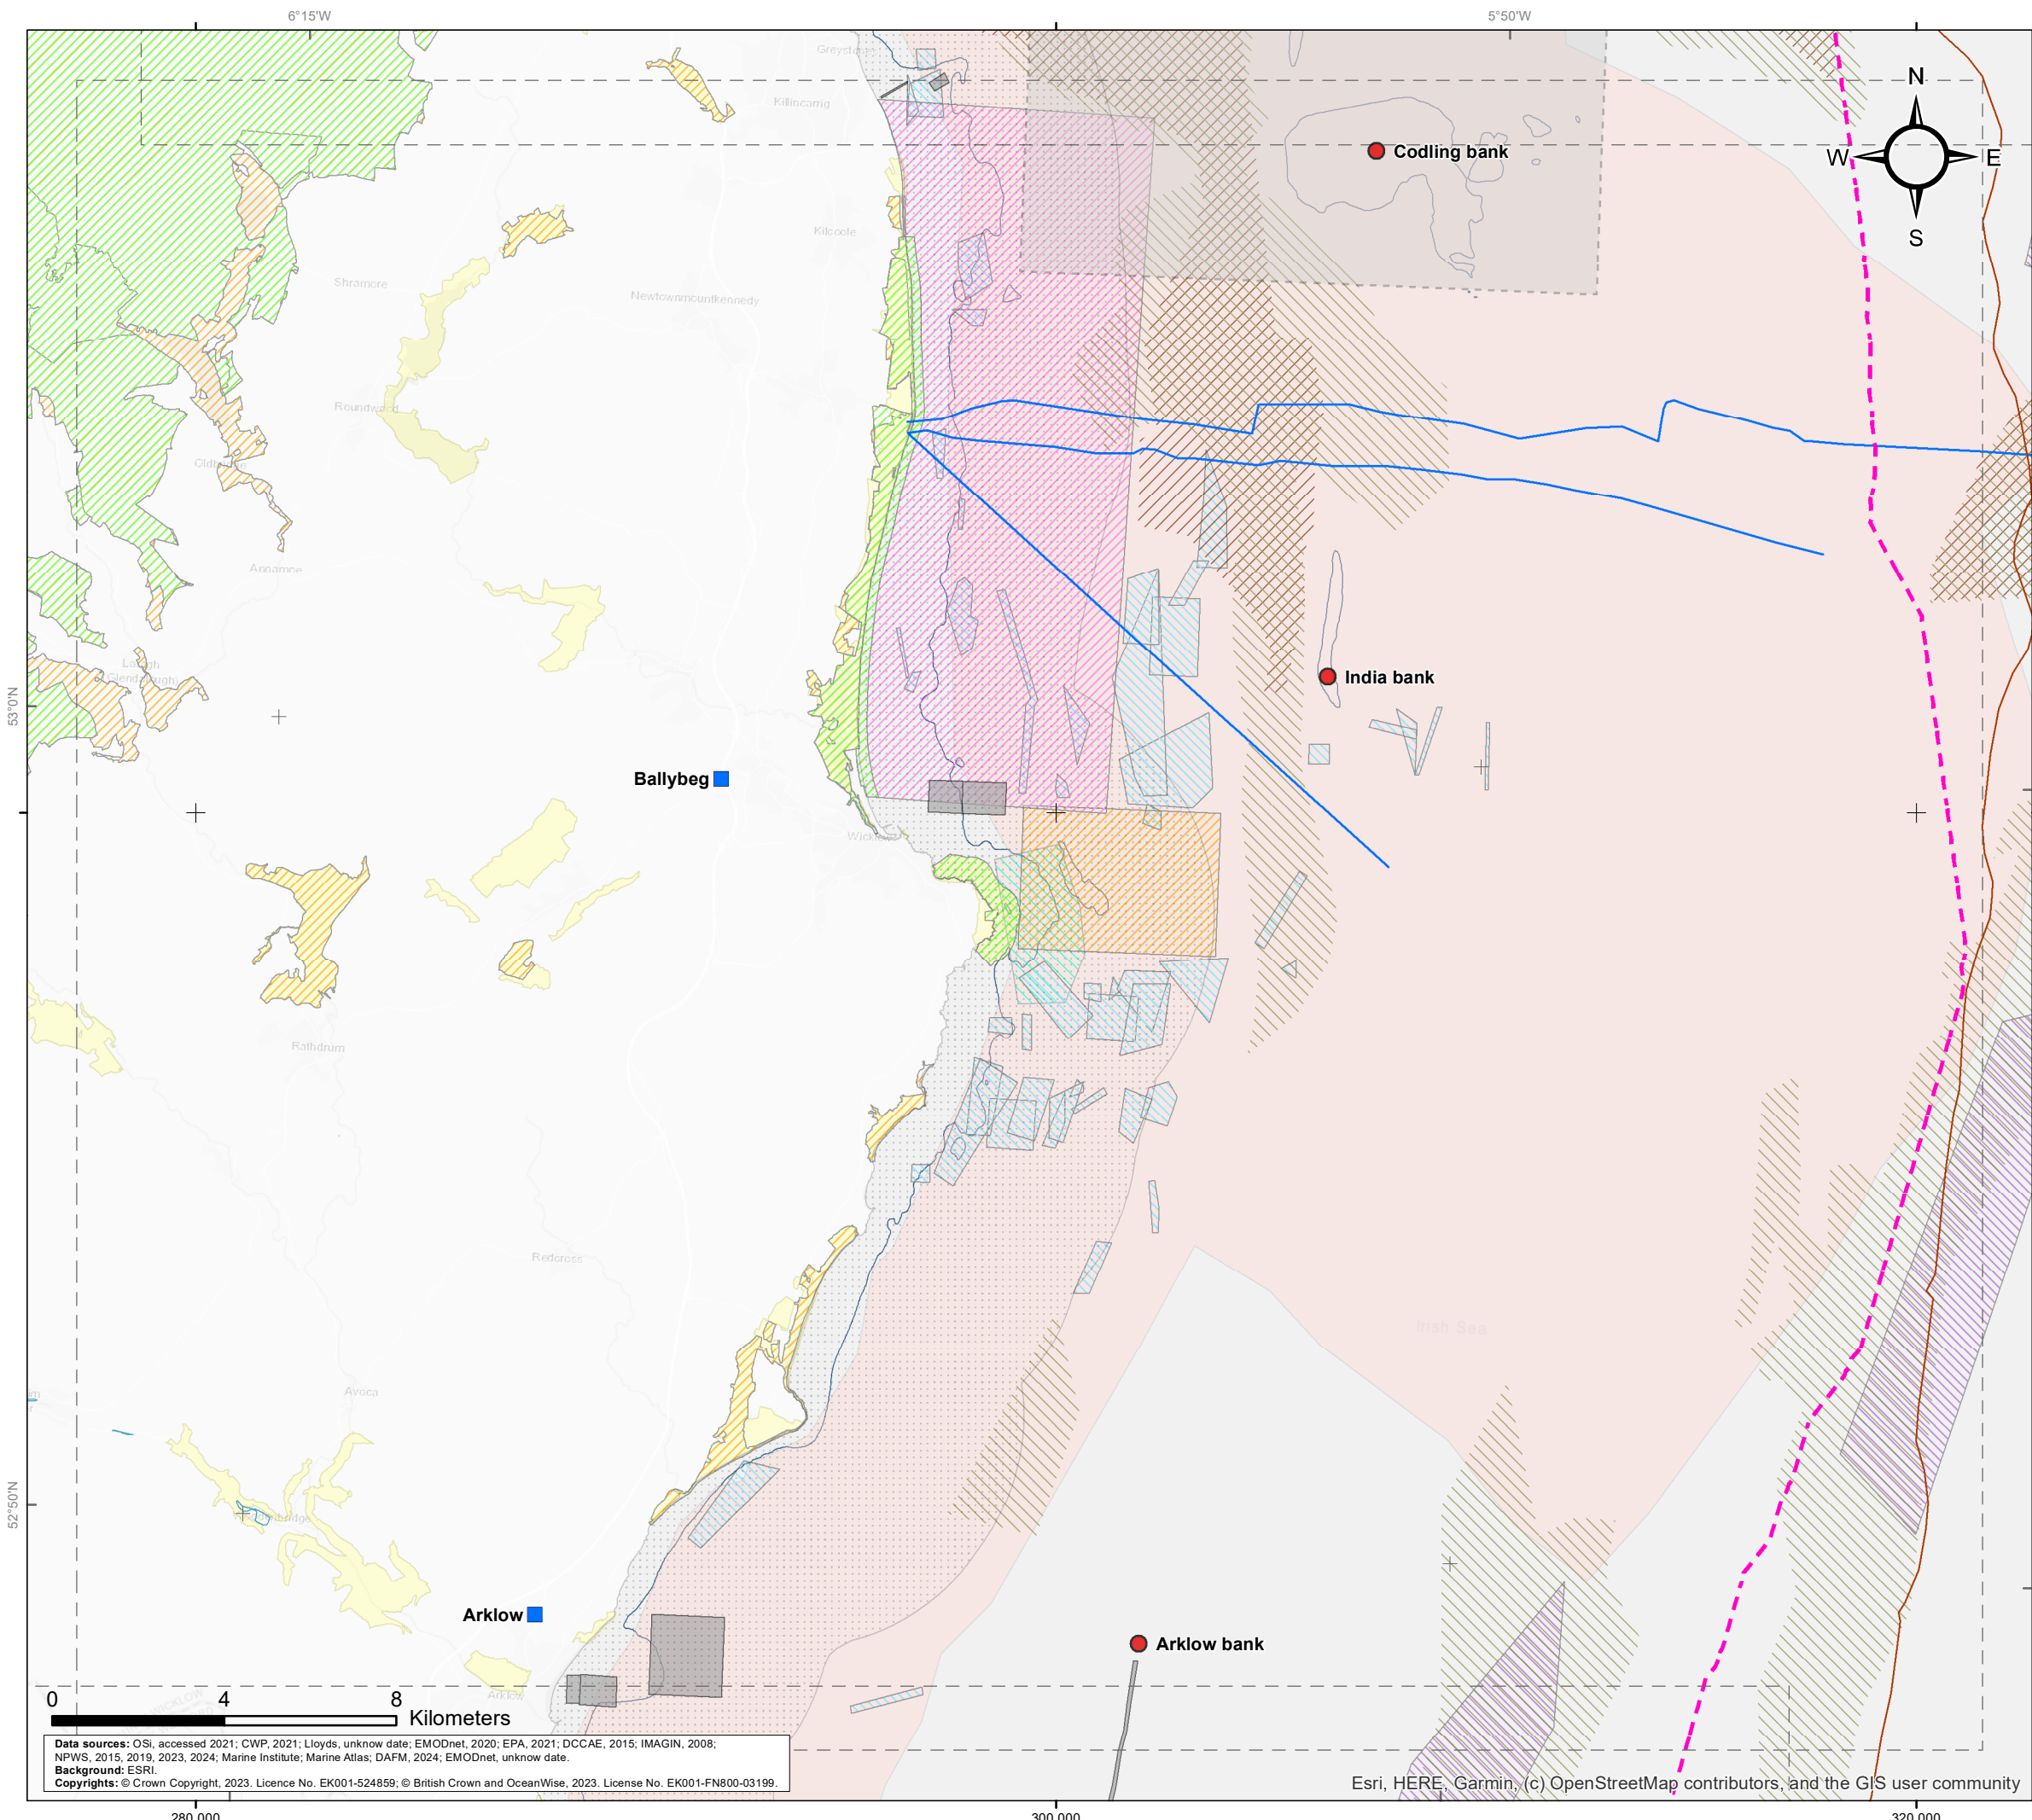 6°15'W
5°50'W
Greystones
N
Killincarrig
Codling bank
W
E
Kilcoole
S
Shramore
Newtownmountkennedy
Roundwood
Oldbridge
Annamoe
Laragh
(Glendalough)
India bank
53°0'N
Ballybeg
Wicklow
Rathdrum
Redcross
Irish Sea
Avoca
52°50'N
Woodenbridge
Arklow
Arklow bank
Arklow
0 4 8
Kilometers
Data sources: OSi, accessed 2021; CWP, 2021; Lloyds, unknow date; EMODnet, 2020; EPA, 2021; DCCAE, 2015; IMAGIN, 2008;
NPWS, 2015, 2019, 2023, 2024; Marine Institute; Marine Atlas; DAFM, 2024; EMODnet, unknow date.
Background: ESRI.
Copyrights: © Crown Copyright, 2023. Licence No. EK001-524859; © British Crown and OceanWise, 2023. License No. EK001-FN800-03199.
Esri, HERE, Garmin, (c) OpenStreetMap contributors, and the GIS user community
280,000
300,000
320,000